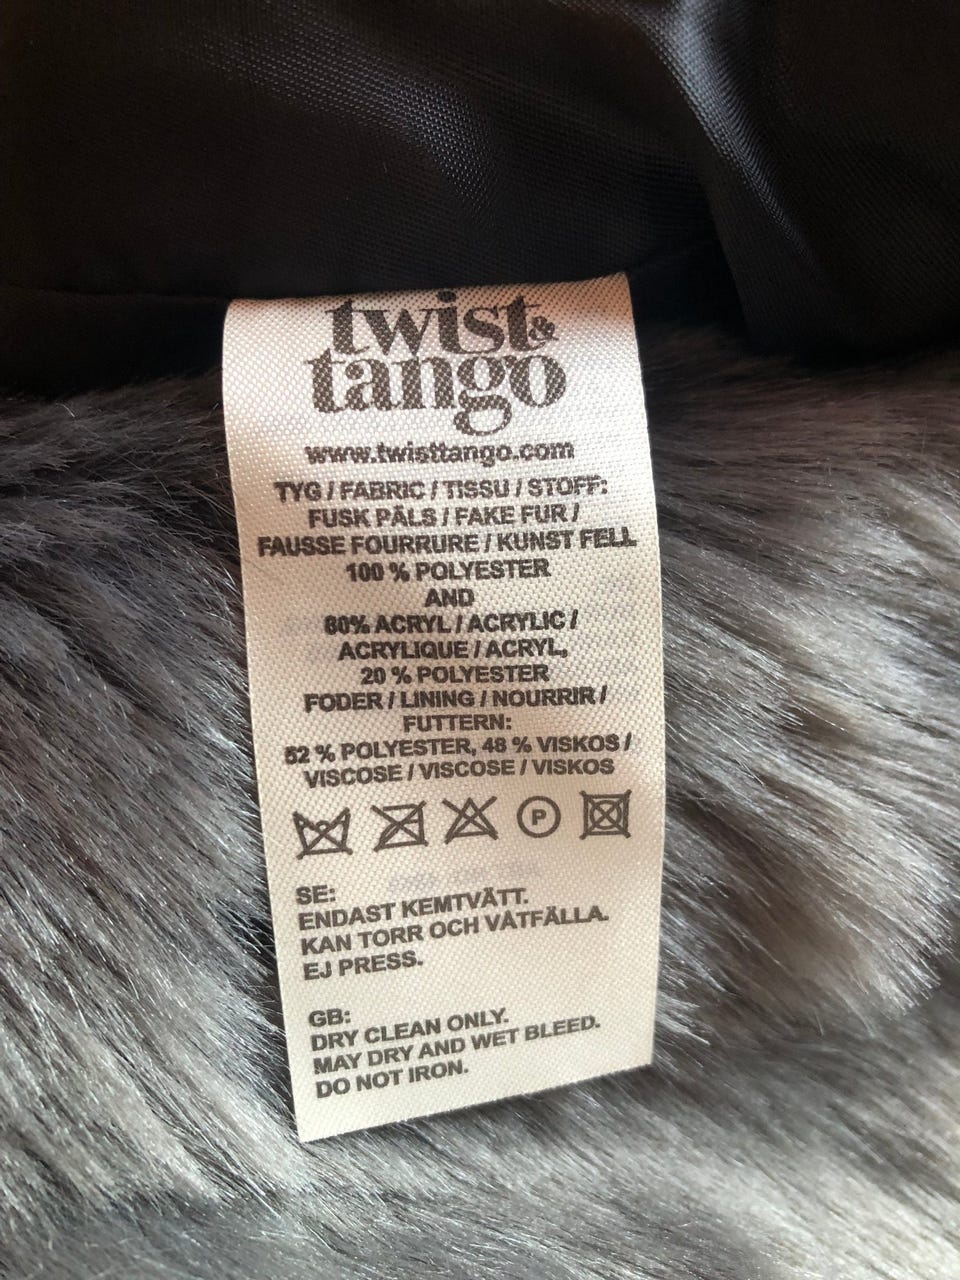 twist &
tango
www.twisttango.com
TYG / FABRIC / TISSU / STOFF:
FUSK PÄLS / FAKE FUR /
FAUSSE FOURRURE / KUNST FELL
100 % POLYESTER
AND
80% ACRYL / ACRYLIC /
ACRYLIQUE / ACRYL,
20 % POLYESTER
FODER / LINING / NOURRIR /
FUTTERN:
52 % POLYESTER, 48 % VISKOS /
VISCOSE / VISCOSE / VISKOS
P
SE:
ENDAST KEMTVÄTT.
KAN TORR OCH VÅTFÄLLA.
EJ PRESS.
GB:
DRY CLEAN ONLY.
MAY DRY AND WET BLEED.
DO NOT IRON.